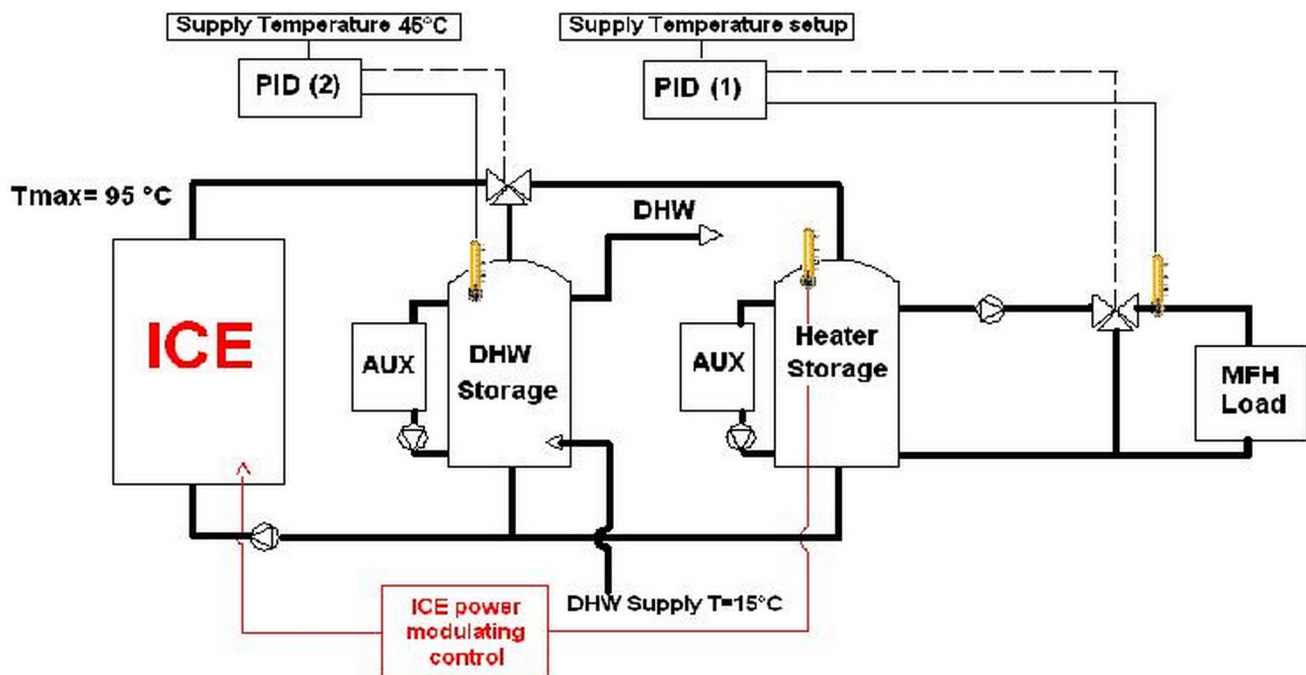 Supply Temperature 45°C
Supply Temperature setup
PID (2)
PID (1)
Tmax= 95 °C
DHW
ICE
AUX
DHW
Storage
AUX
Heater
Storage
MFH
Load
DHW Supply T=15°C
ICE power
modulating
control